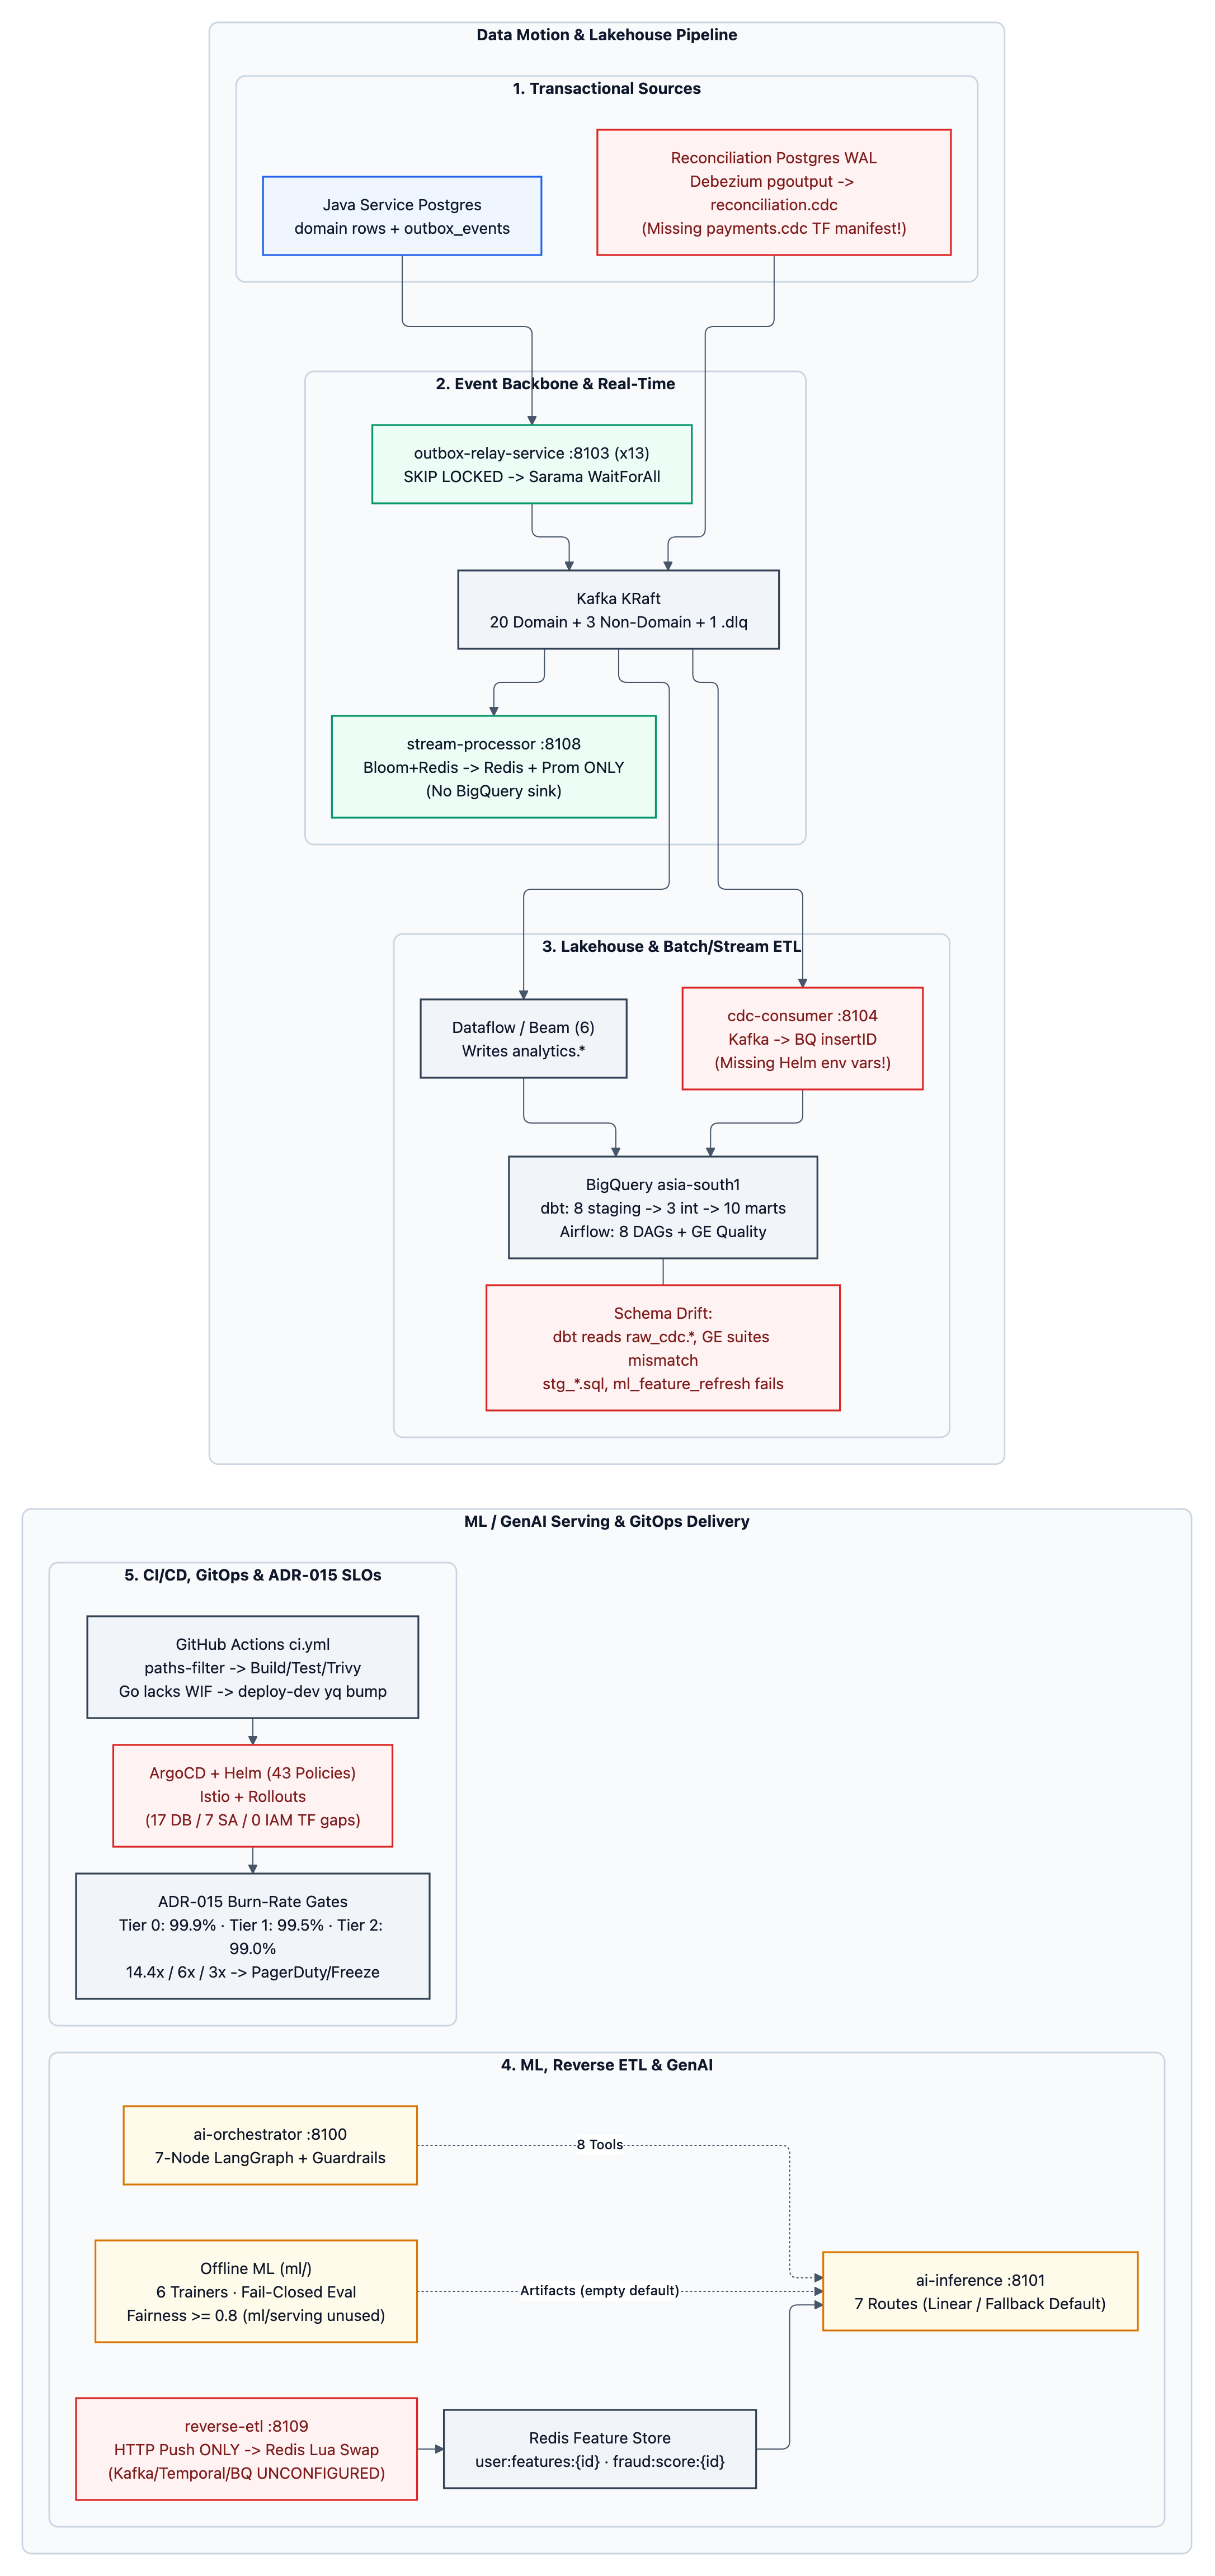 Data Motion & Lakehouse Pipeline
1. Transactional Sources
Java Service Postgres
domain rows + outbox_events
Reconciliation Postgres WAL
Debezium pgoutput ->
reconciliation.cdc
(Missing payments.cdc TF manifest!)
2. Event Backbone & Real-Time
outbox-relay-service :8103 (x13)
SKIP LOCKED -> Sarama WaitForAll
Kafka KRaft
20 Domain + 3 Non-Domain + 1 .dlq
stream-processor :8108
Bloom+Redis -> Redis + Prom ONLY
(No BigQuery sink)
3. Lakehouse & Batch/Stream ETL
Dataflow / Beam (6)
Writes analytics.*
cdc-consumer :8104
Kafka -> BQ insertID
(Missing Helm env vars!)
BigQuery asia-south1
dbt: 8 staging -> 3 int -> 10 marts
Airflow: 8 DAGs + GE Quality
Schema Drift:
dbt reads raw_cdc.*, GE suites
mismatch
stg_*.sql, ml_feature_refresh fails
ML / GenAI Serving & GitOps Delivery
5. CI/CD, GitOps & ADR-015 SLOs
GitHub Actions ci.yml
paths-filter -> Build/Test/Trivy
Go lacks WIF -> deploy-dev yq bump
ArgoCD + Helm (43 Policies)
Istio + Rollouts
(17 DB / 7 SA / 0 IAM TF gaps)
ADR-015 Burn-Rate Gates
Tier 0: 99.9% · Tier 1: 99.5% · Tier 2:
99.0%
14.4x / 6x / 3x -> PagerDuty/Freeze
4. ML, Reverse ETL & GenAI
ai-orchestrator :8100
7-Node LangGraph + Guardrails
8 Tools
Offline ML (ml/)
6 Trainers · Fail-Closed Eval
Fairness >= 0.8 (ml/serving unused)
Artifacts (empty default)
ai-inference :8101
7 Routes (Linear / Fallback Default)
reverse-etl :8109
HTTP Push ONLY -> Redis Lua Swap
(Kafka/Temporal/BQ UNCONFIGURED)
Redis Feature Store
user:features:{id} · fraud:score:{id}